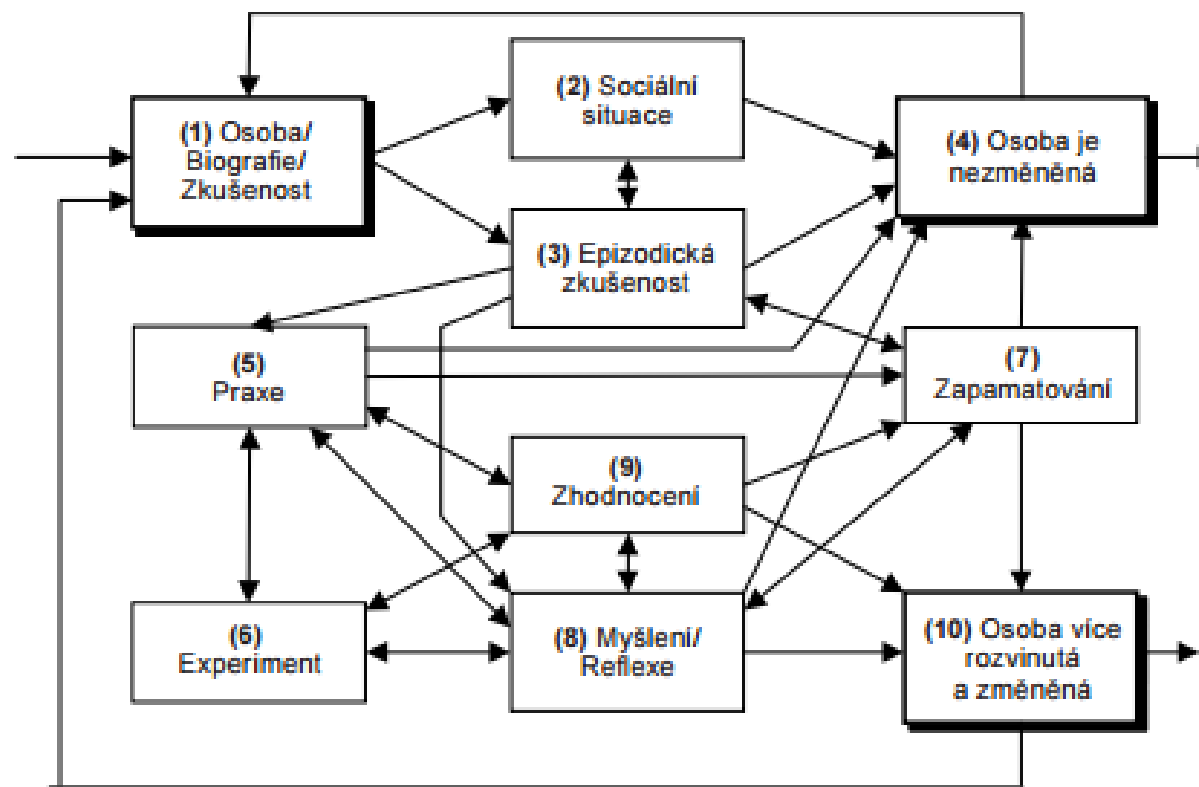 (1) Osoba/
Biografie/
Zkušenost
(2) Sociální
situace
(3) Epizodická
zkušenost
(4) Osoba je
nezměněná
(5)
Praxe
(6)
Experiment
(7)
Zapamatování
(8) Myšlení/
Reflexe
(9)
Zhodnocení
(10) Osoba více
rozvinutá
a změněná